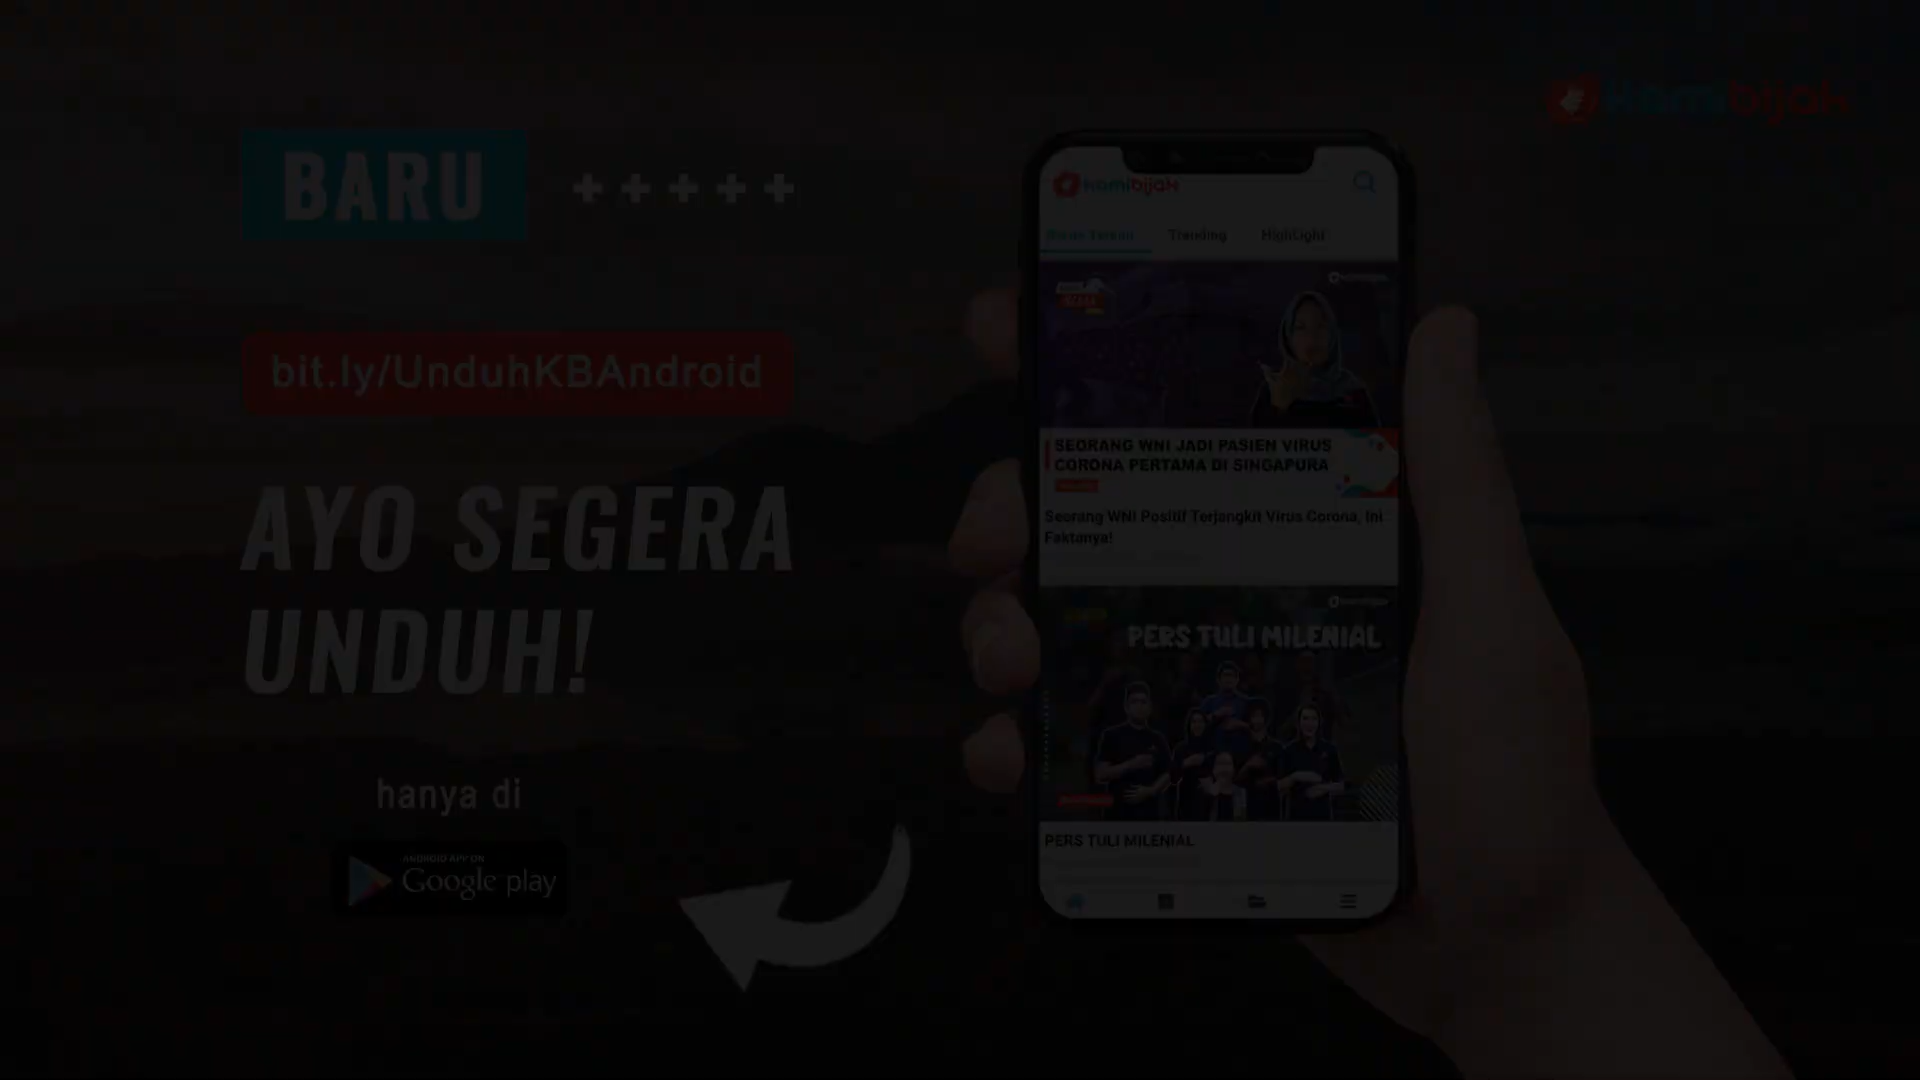 BARU
kamibijak
bit.ly/UnduhKBAndroid
AYO SEGERA
UNDUH!
hanya di
ANDROID APP ON
Google play
kamibijak
Trending
HighLight
SEORANG WNI JADI PASIEN VIRUS
CORONA PERTAMA DI SINGAPURA
Seorang WNI Positif Terjangkit Virus Corona, Ini
Faktanya!
PERS TULI MILENIAL
PERS TULI MILENIAL